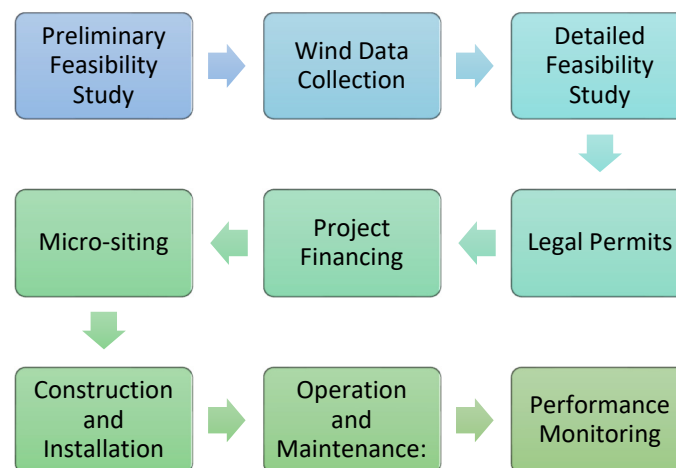 Preliminary
Feasibility
Study
Wind Data
Collection
Detailed
Feasibility
Study
Legal Permits
Project
Financing
Micro-siting
Construction
and
Installation
Operation
and
Maintenance:
Performance
Monitoring